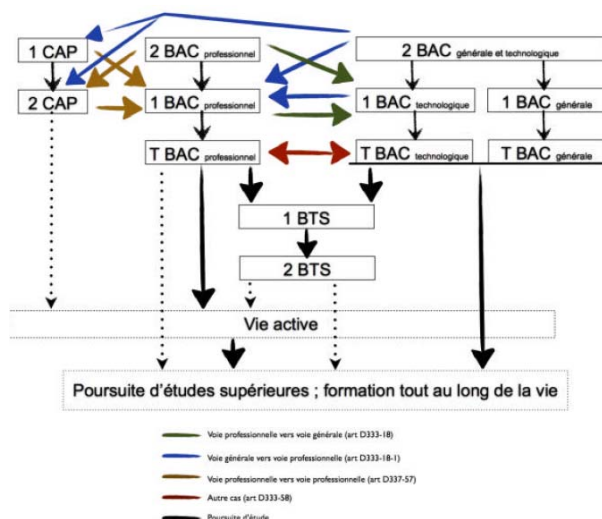 1 CAP
2 BAC professionnel
2 BAC générale et technologique
2 CAP
1 BAC professionnel
1 BAC technologique
1 BAC générale
T BAC professionnel
T BAC technologique
T BAC générale
1 BTS
2 BTS
Vie active
Poursuite d'études supérieures ; formation tout au long de la vie
Voie professionnelle vers voie générale (art D333-18)
Voie générale vers voie professionnelle (art D333-18-1)
Voie professionnelle vers voie professionnelle (art D337-57)
Autre cas (art D333-58)
Poursuite d'étude